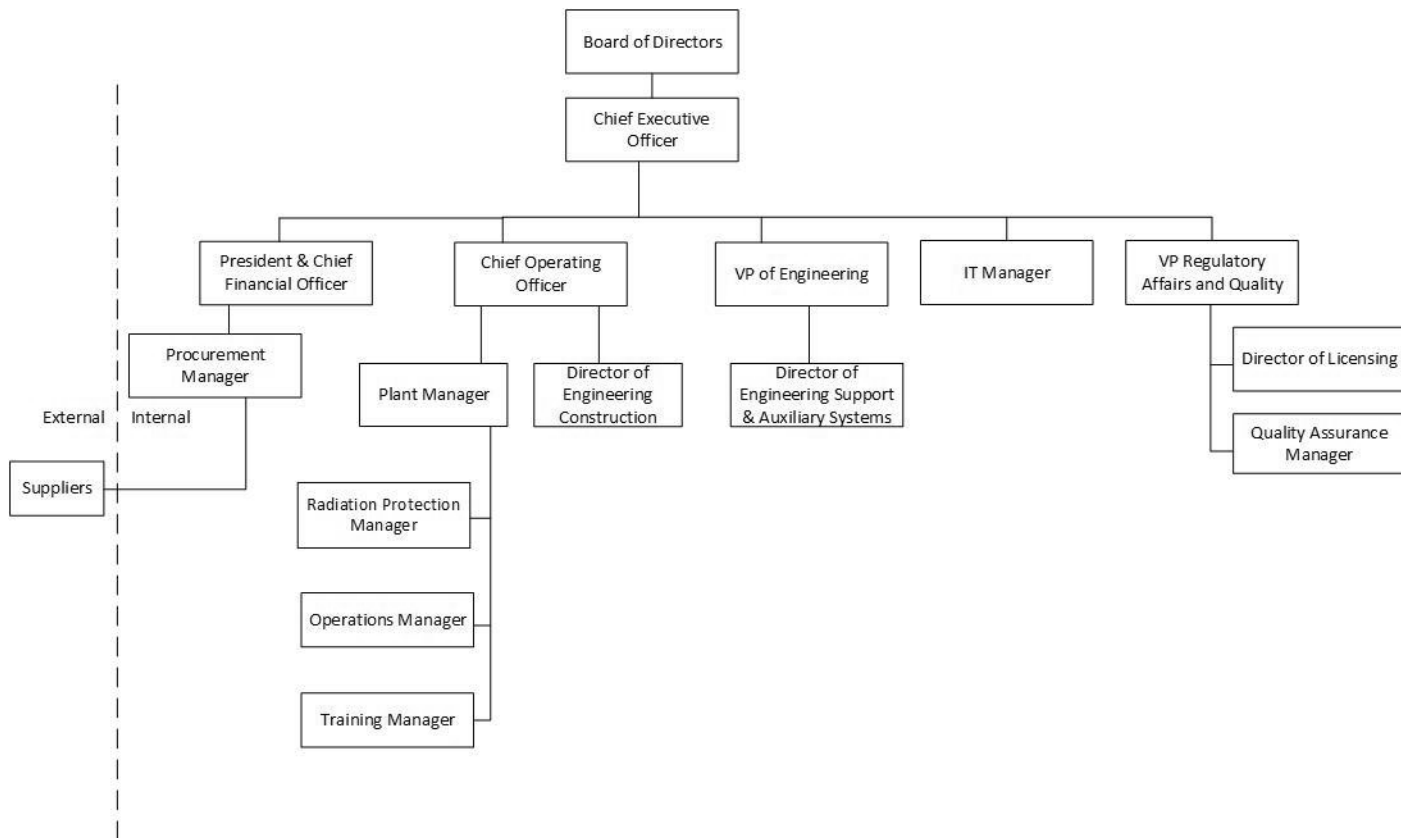 Board of Directors
Chief Executive
Officer
President & Chief
Financial Officer
Chief Operating
Officer
VP of Engineering
IT Manager
VP Regulatory
Affairs and Quality
Procurement
Manager
Plant Manager
Director of
Engineering
Construction
Director of
Engineering Support
& Auxiliary Systems
Director of Licensing
Quality Assurance
Manager
External
Internal
Suppliers
Radiation Protection
Manager
Operations Manager
Training Manager